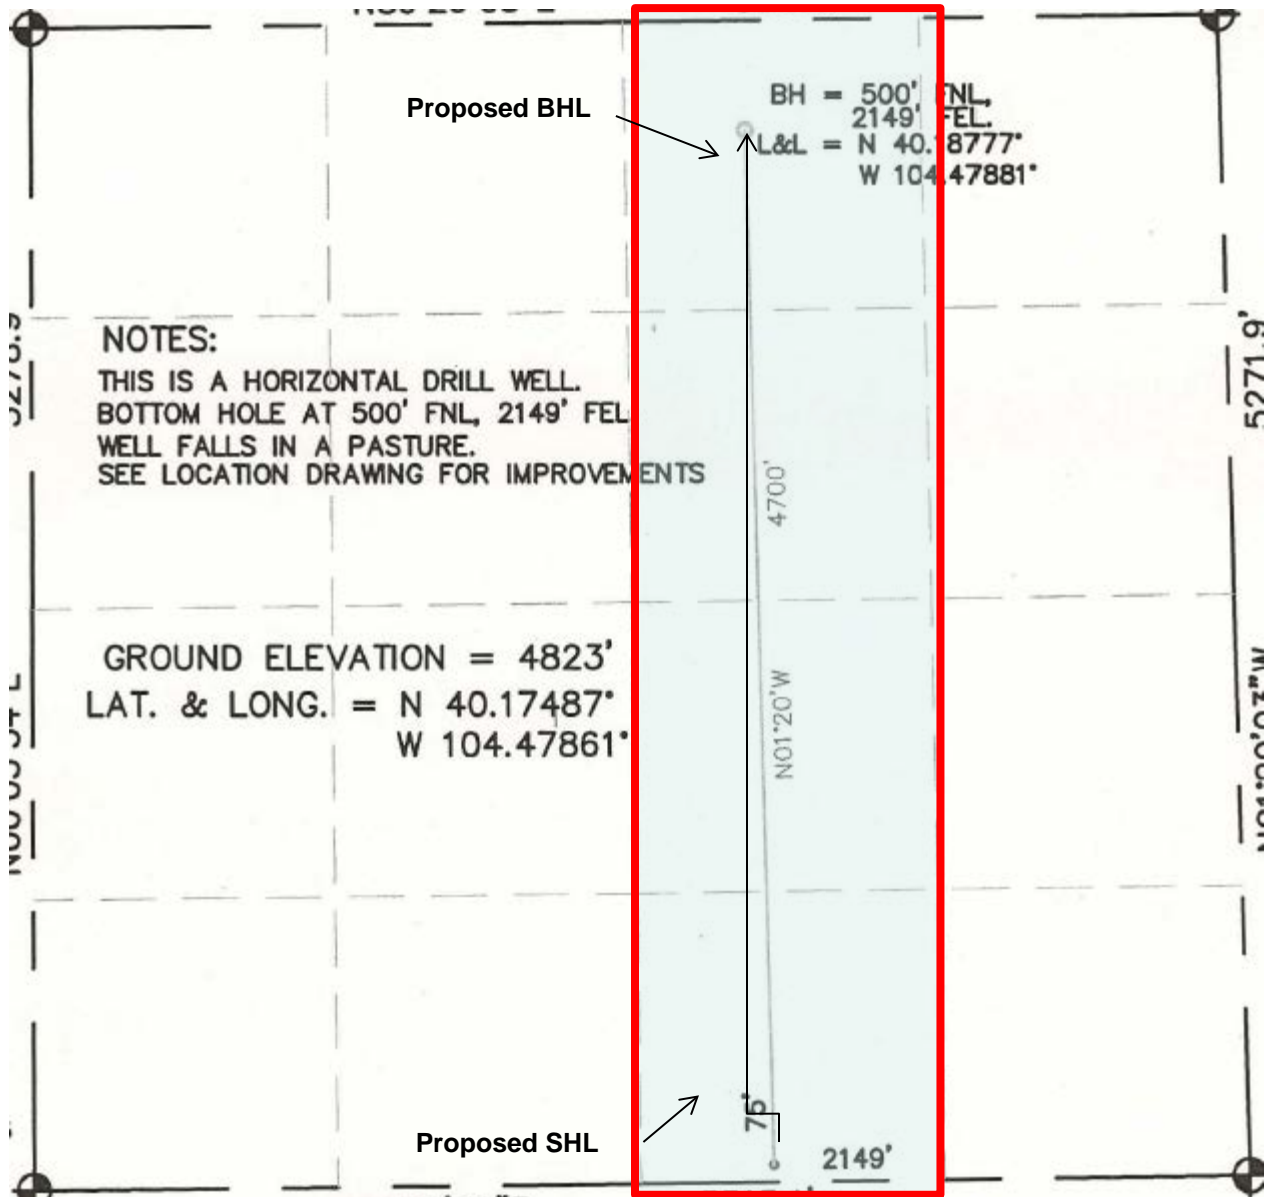 Proposed BHL
BH = 500' FNL,
2149' FEL.
L&L = N 40.18777°
W 104.47881°
NOTES:
THIS IS A HORIZONTAL DRILL WELL.
BOTTOM HOLE AT 500' FNL, 2149' FEL
WELL FALLS IN A PASTURE.
SEE LOCATION DRAWING FOR IMPROVEMENTS
5271.9'
4700'
GROUND ELEVATION = 4823'
LAT. & LONG. = N 40.17487°
W 104.47861°
N01°20'W
75'
Proposed SHL
2149'